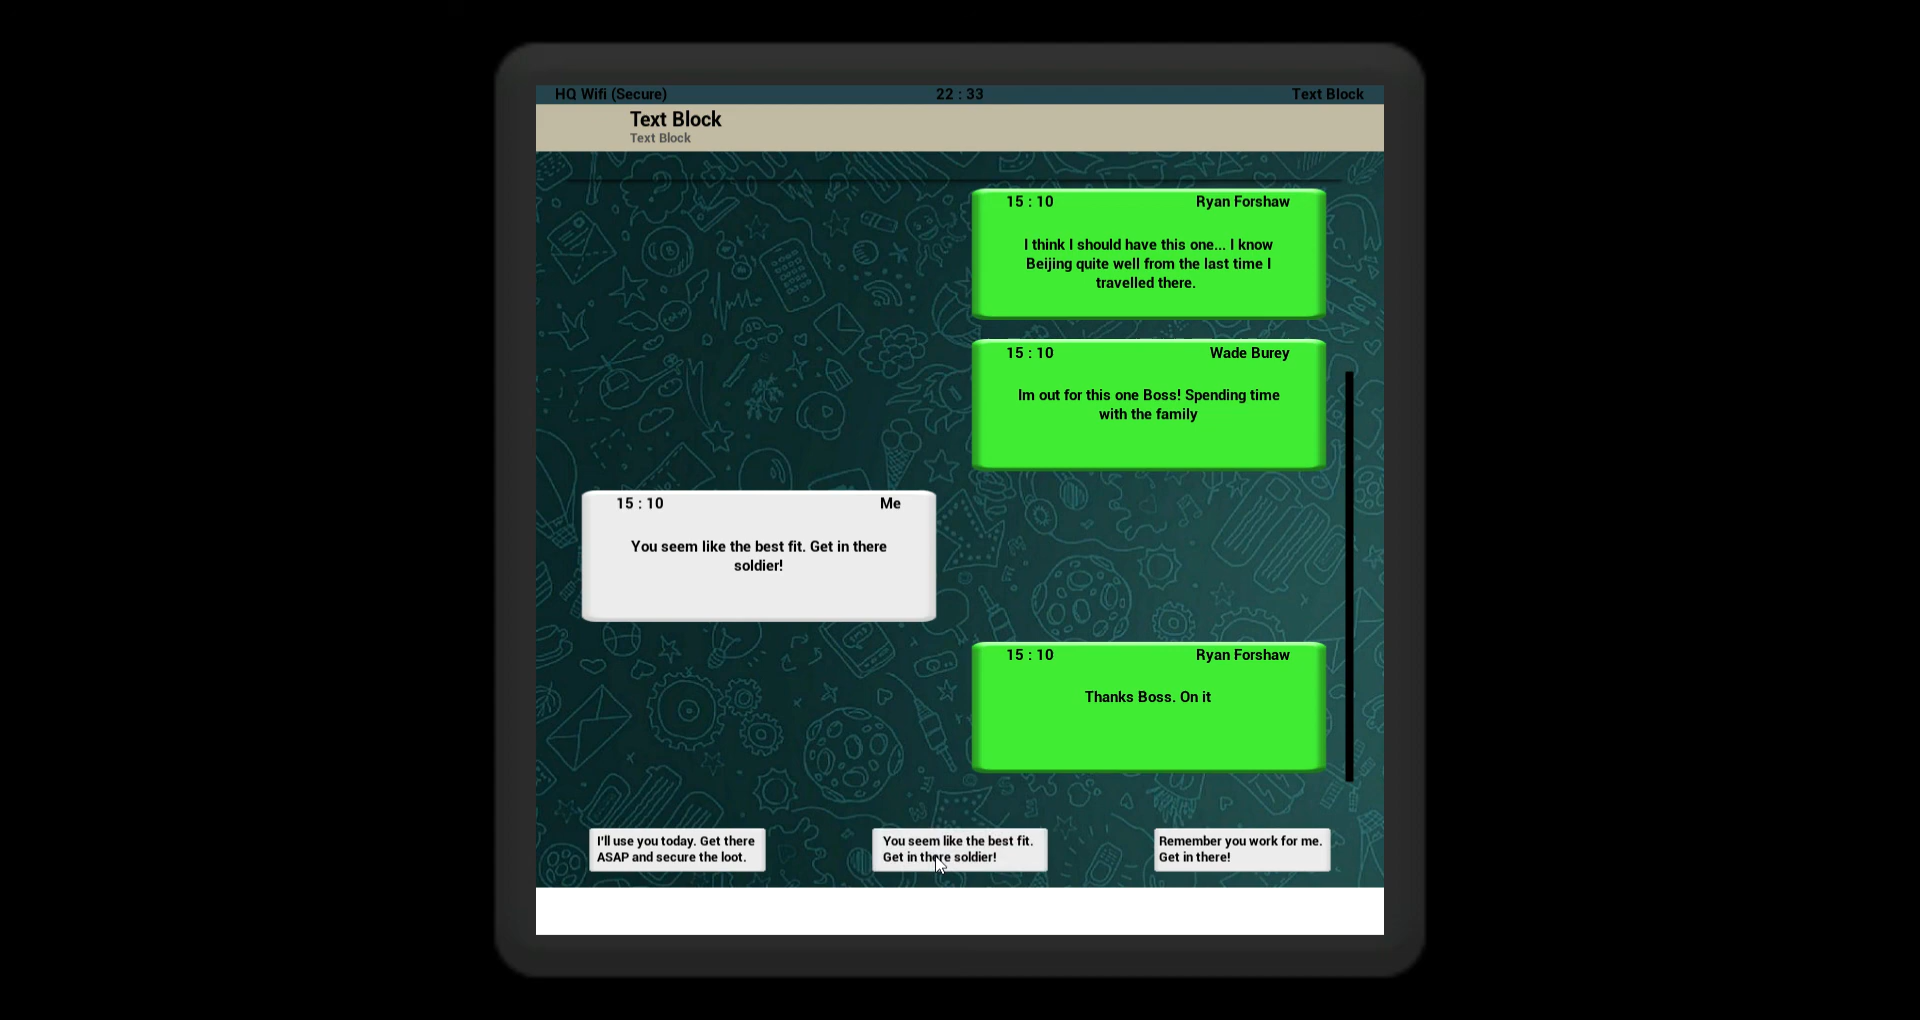 HQ Wifi (Secure) 22 : 33 Text Block
Text Block
Text Block
15 : 10 Ryan Forshaw
I think I should have this one... I know
Beijing quite well from the last time I
travelled there.
15 : 10 Wade Burey
Im out for this one Boss! Spending time
with the family
15 : 10 Me
You seem like the best fit. Get in there
soldier!
15 : 10 Ryan Forshaw
Thanks Boss. On it
I'll use you today. Get there
ASAP and secure the loot.
You seem like the best fit.
Get in there soldier!
Remember you work for me.
Get in there!